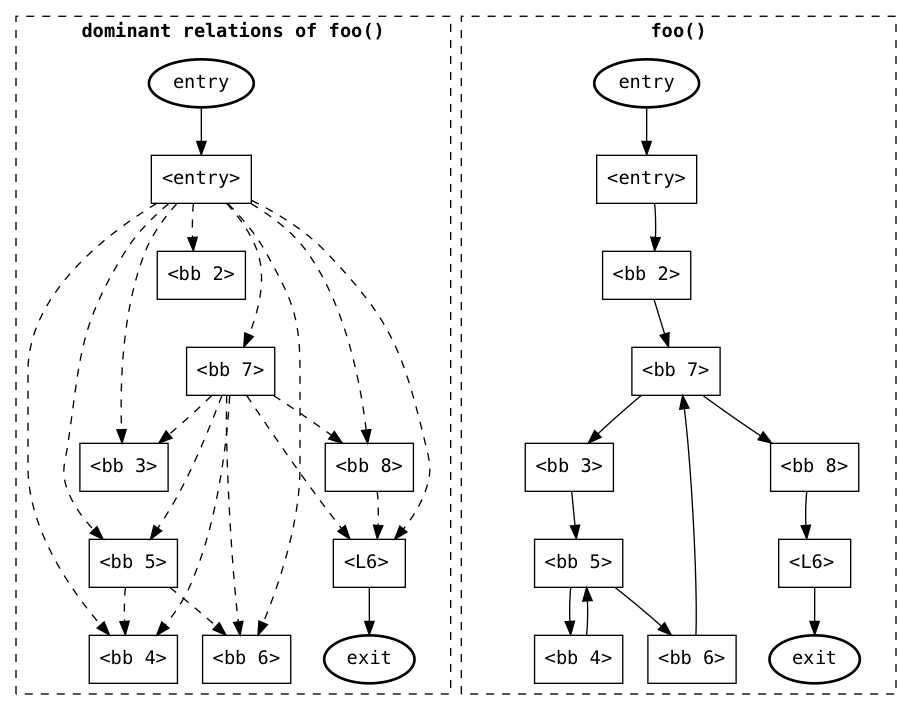 dominant relations of foo()
entry
<entry>
<bb 2>
<bb 7>
<bb 3>
<bb 8>
<bb 5>
<L6>
<bb 4>
<bb 6>
exit
foo()
entry
<entry>
<bb 2>
<bb 7>
<bb 3>
<bb 8>
<bb 5>
<L6>
<bb 4>
<bb 6>
exit